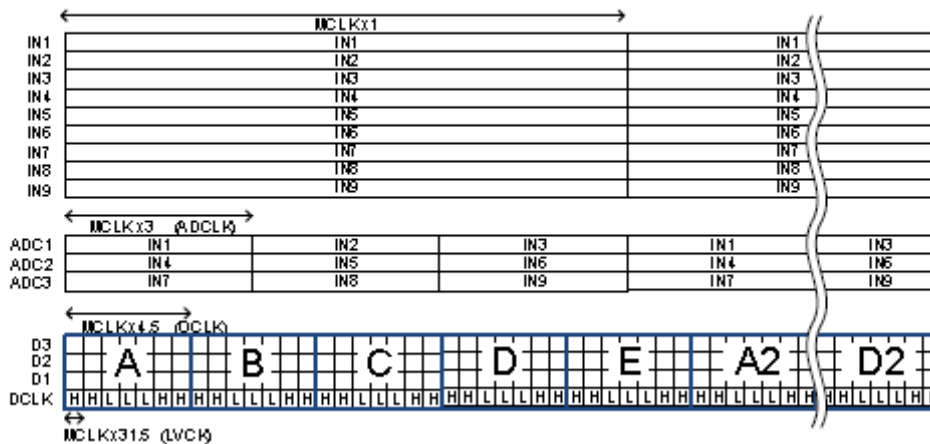 MCLKx1
IN1 IN1 IN1
IN2 IN2 IN2
IN3 IN3 IN3
IN4 IN4 IN4
IN5 IN5 IN5
IN6 IN6 IN6
IN7 IN7 IN7
IN8 IN8 IN8
IN9 IN9 IN9
MCLKx3 (ADCLK)
ADC1 IN1 IN2 IN3 IN1 IN3
ADC2 IN4 IN5 IN6 IN4 IN6
ADC3 IN7 IN8 IN9 IN7 IN9
MCLKx4.5 (DCLK)
D3
D2 A B C D E A2 D2
D1
DCLK H H L L L H H H H L L L H H H H L L L H H H H L L L H H H H L L L H H H H L L L H H H H L L L H
MCLKx31.5 (LVCK)